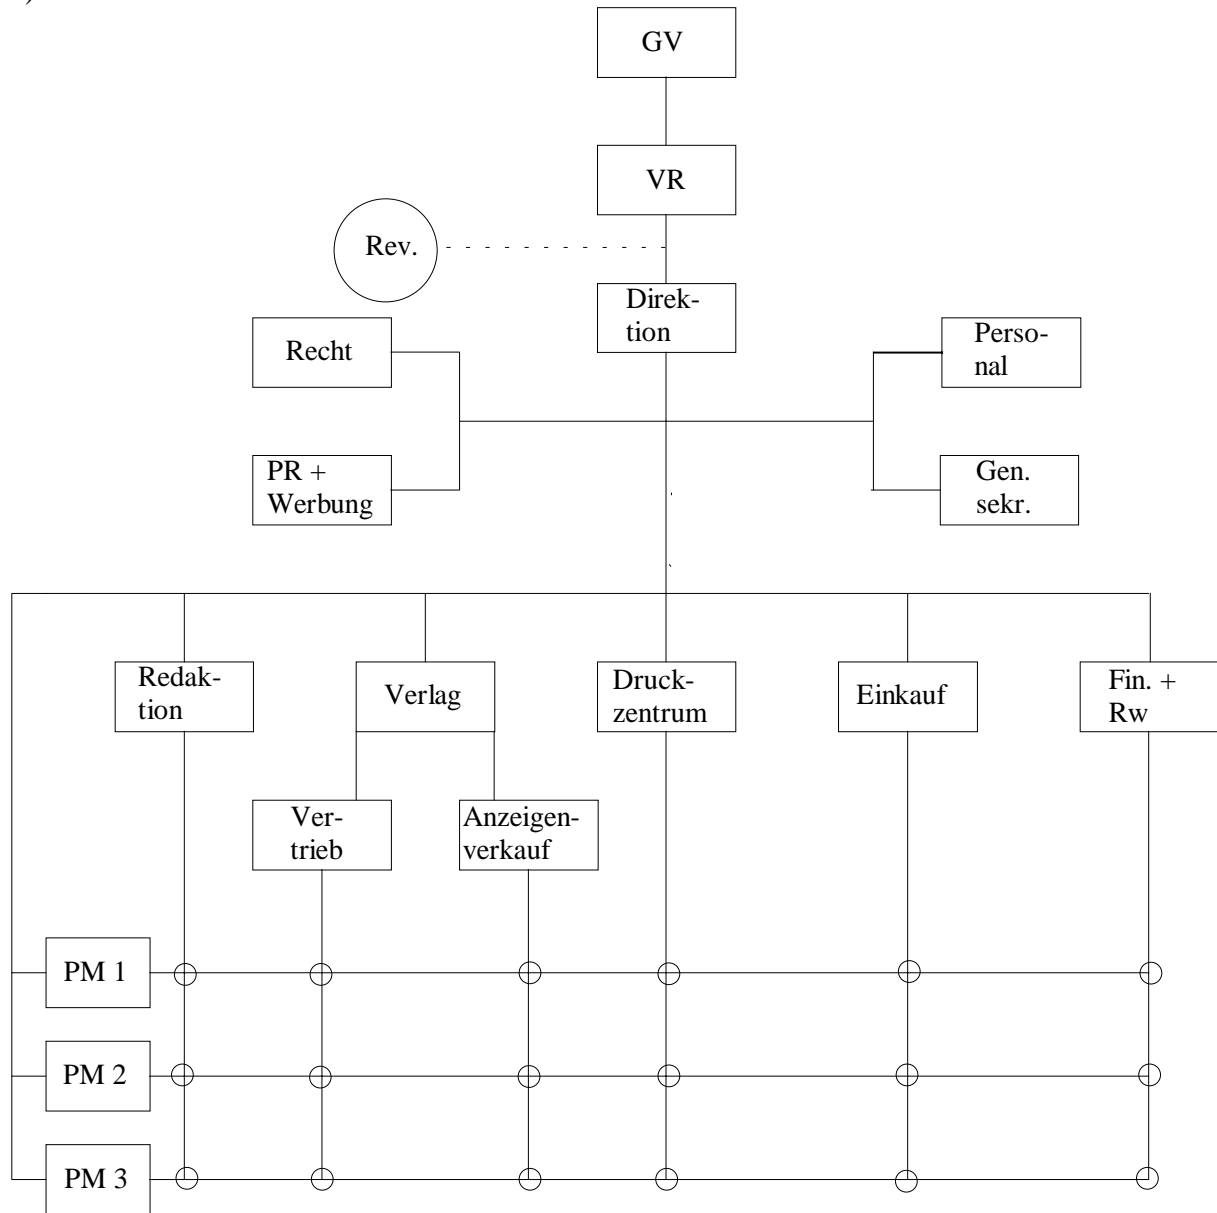 )
GV
VR
Rev.
Direk-
tion
Recht
Perso-
nal
PR +
Werbung
Gen.
sekr.
Redak-
tion
Verlag
Druck-
zentrum
Einkauf
Fin. +
Rw
Ver-
trieb
Anzeigen-
verkauf
PM 1
PM 2
PM 3